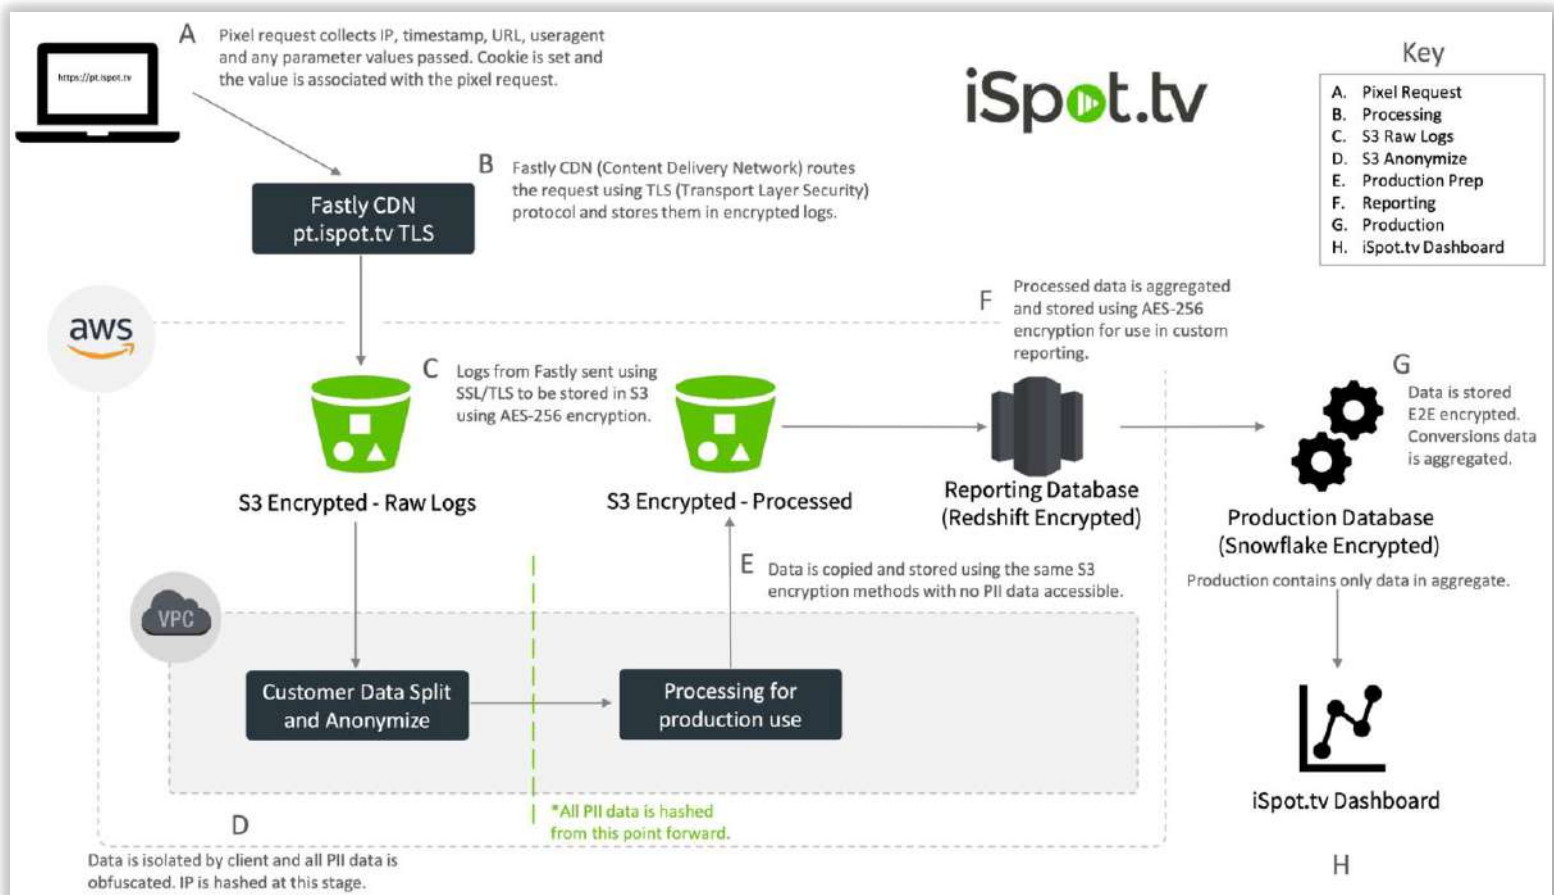 https://pt.ispot.tv
A
Pixel request collects IP, timestamp, URL, useragent
and any parameter values passed. Cookie is set and
the value is associated with the pixel request.
iSpot.tv
Key
A. Pixel Request
B. Processing
C. S3 Raw Logs
D. S3 Anonymize
E. Production Prep
F. Reporting
G. Production
H. iSpot.tv Dashboard
B
Fastly CDN (Content Delivery Network) routes
the request using TLS (Transport Layer Security)
protocol and stores them in encrypted logs.
Fastly CDN
pt.ispot.tv TLS
aws
F
Processed data is aggregated
and stored using AES-256
encryption for use in custom
reporting.
C
Logs from Fastly sent using
SSL/TLS to be stored in S3
using AES-256 encryption.
G
Data is stored
E2E encrypted.
Conversions data
is aggregated.
S3 Encrypted - Raw Logs
S3 Encrypted - Processed
Reporting Database
(Redshift Encrypted)
Production Database
(Snowflake Encrypted)
Production contains only data in aggregate.
E
Data is copied and stored using the same S3
encryption methods with no PII data accessible.
VPC
Customer Data Split
and Anonymize
Processing for
production use
iSpot.tv Dashboard
*All PII data is hashed
from this point forward.
D
Data is isolated by client and all PII data is
obfuscated. IP is hashed at this stage.
H